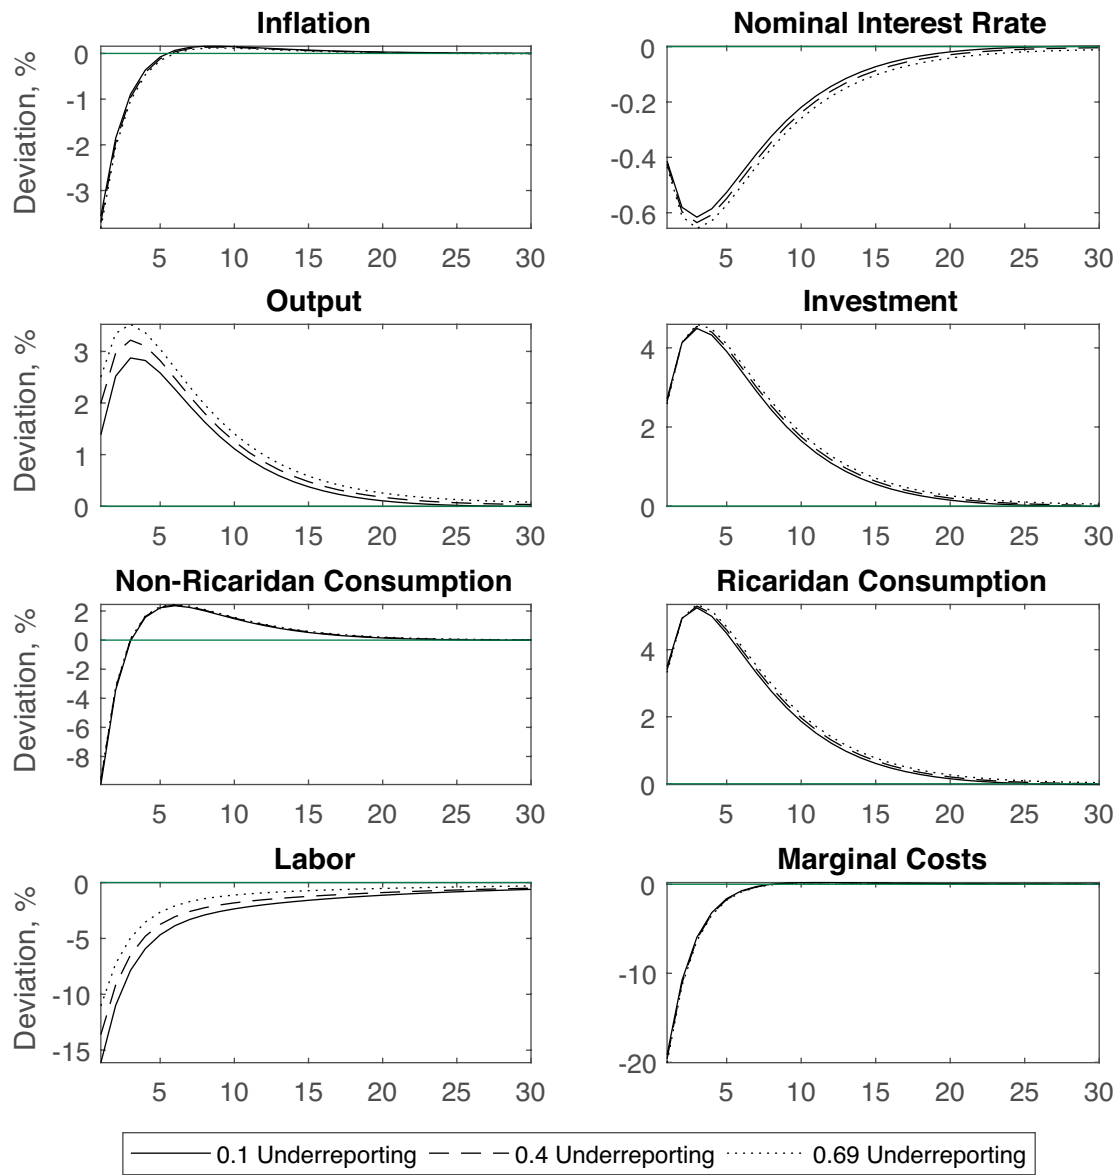 Inflation
Deviation, %
0
-1
-2
-3
5 10 15 20 25 30
Nominal Interest Rrate
0
-0.2
-0.4
-0.6
5 10 15 20 25 30
Output
Deviation, %
3
2
1
0
5 10 15 20 25 30
Investment
4
2
0
5 10 15 20 25 30
Non-Ricaridan Consumption
Deviation, %
2
0
-2
-4
-6
-8
5 10 15 20 25 30
Ricaridan Consumption
4
2
0
5 10 15 20 25 30
Labor
Deviation, %
0
-5
-10
-15
5 10 15 20 25 30
Marginal Costs
0
-10
-20
5 10 15 20 25 30
0.1 Underreporting 0.4 Underreporting 0.69 Underreporting